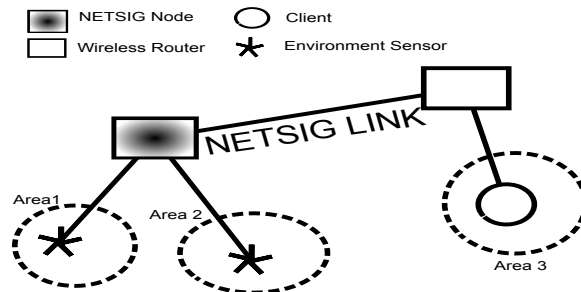 NETSIG Node
Client
Wireless Router
Environment Sensor
NETSIG LINK
Area1
Area 2
Area 3